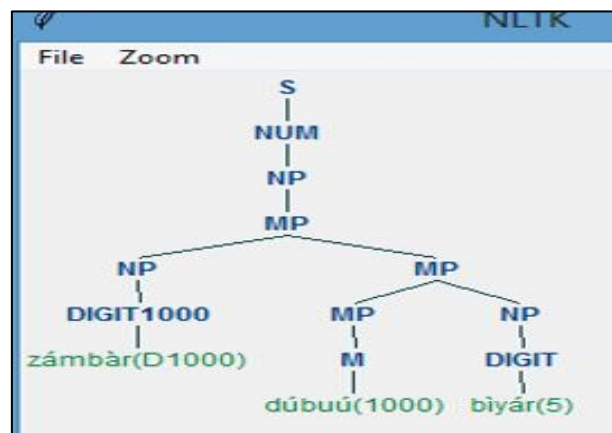 NLTK
File Zoom
S
NUM
NP
MP
NP MP
DIGIT1000 MP NP
zámbàr(D1000) M DIGIT
dúbuú(1000) bìyár(5)